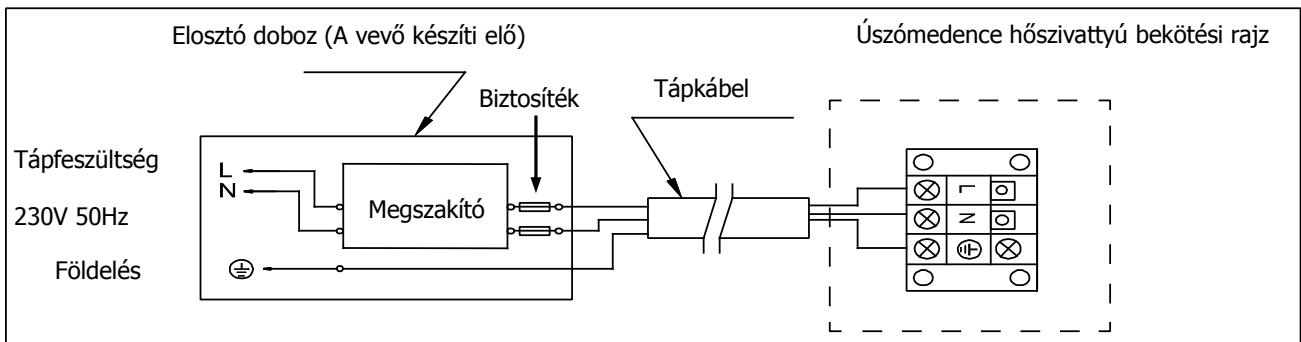 Elosztó doboz (A vevő készíti elő)
Úszómedence hőszivattyú bekötési rajz
Biztosíték
Tápkábel
Tápfeszültség
L
N
230V 50Hz
Megszakító
Földelés
L
N